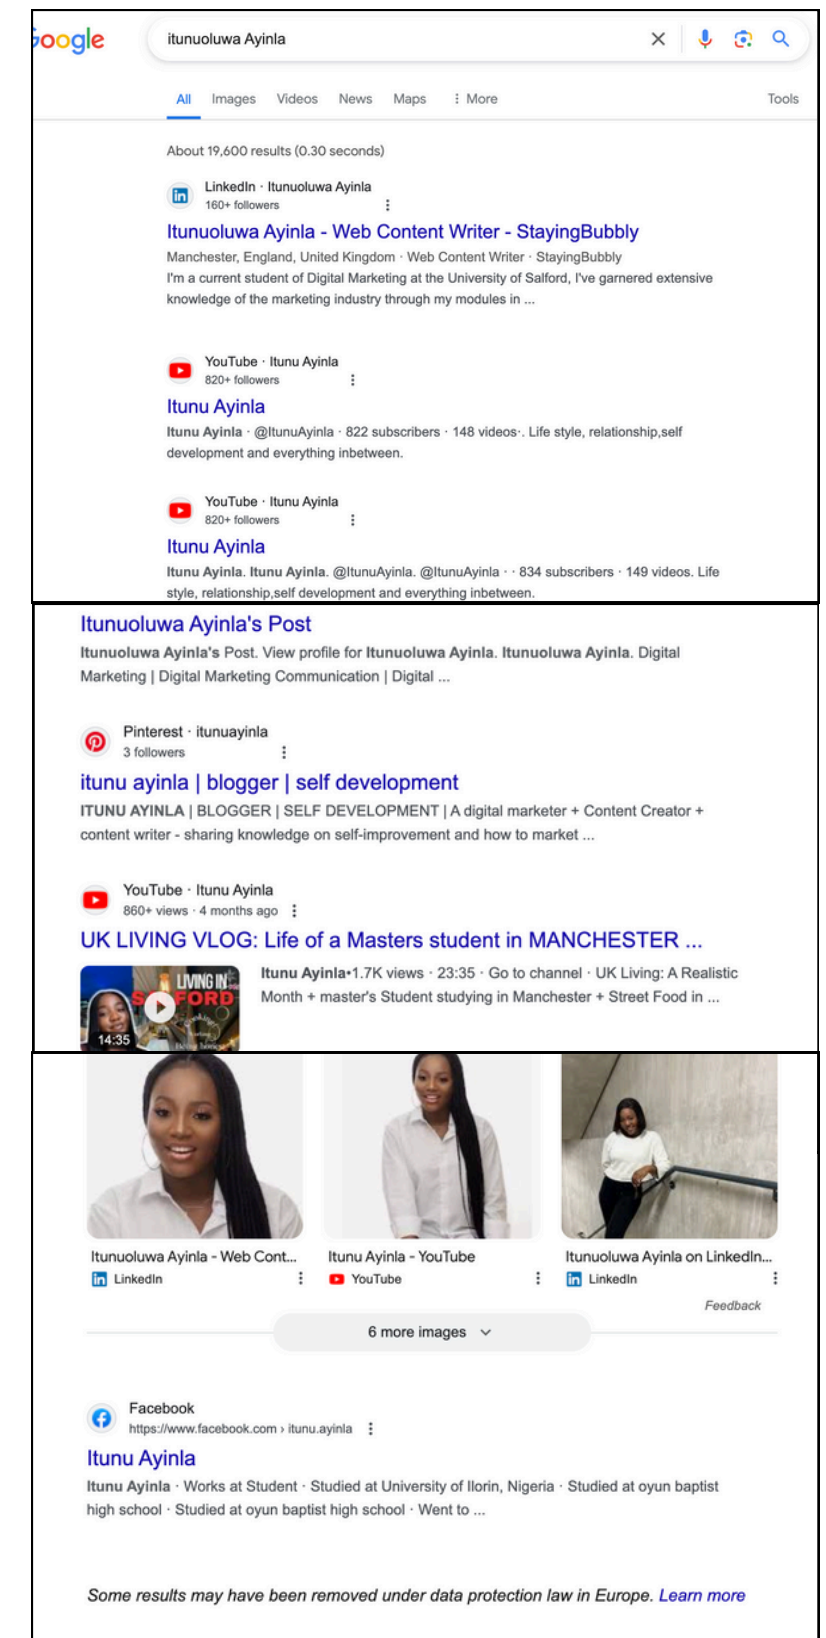 Google
itunuoluwa Ayinla
All Images Videos News Maps More Tools
About 19,600 results (0.30 seconds)
LinkedIn · Itunuoluwa Ayinla
160+ followers
Itunuoluwa Ayinla - Web Content Writer - StayingBubbly
Manchester, England, United Kingdom · Web Content Writer · StayingBubbly
I'm a current student of Digital Marketing at the University of Salford, I've garnered extensive
knowledge of the marketing industry through my modules in ...
YouTube · Itunu Ayinla
820+ followers
Itunu Ayinla
Itunu Ayinla · @ItunuAyinla · 822 subscribers · 148 videos·. Life style, relationship,self
development and everything inbetween.
YouTube · Itunu Ayinla
820+ followers
Itunu Ayinla
Itunu Ayinla. Itunu Ayinla. @ItunuAyinla. @ItunuAyinla · · 834 subscribers · 149 videos. Life
style, relationship,self development and everything inbetween.
Itunuoluwa Ayinla's Post
Itunuoluwa Ayinla's Post. View profile for Itunuoluwa Ayinla. Itunuoluwa Ayinla. Digital
Marketing | Digital Marketing Communication | Digital ...
Pinterest · itunuayinla
3 followers
itunu ayinla | blogger | self development
ITUNU AYINLA | BLOGGER | SELF DEVELOPMENT | A digital marketer + Content Creator +
content writer - sharing knowledge on self-improvement and how to market ...
YouTube · Itunu Ayinla
860+ views · 4 months ago
UK LIVING VLOG: Life of a Masters student in MANCHESTER ...
LIVING IN
14:35
Itunu Ayinla•1.7K views · 23:35 · Go to channel · UK Living: A Realistic
Month + master's Student studying in Manchester + Street Food in ...
Itunuoluwa Ayinla - Web Cont...
LinkedIn
Itunu Ayinla - YouTube
YouTube
Itunuoluwa Ayinla on LinkedIn...
LinkedIn
Feedback
6 more images
Facebook
https://www.facebook.com › itunu.ayinla
Itunu Ayinla
Itunu Ayinla · Works at Student · Studied at University of Ilorin, Nigeria · Studied at oyun baptist
high school · Studied at oyun baptist high school · Went to ...
Some results may have been removed under data protection law in Europe. Learn more